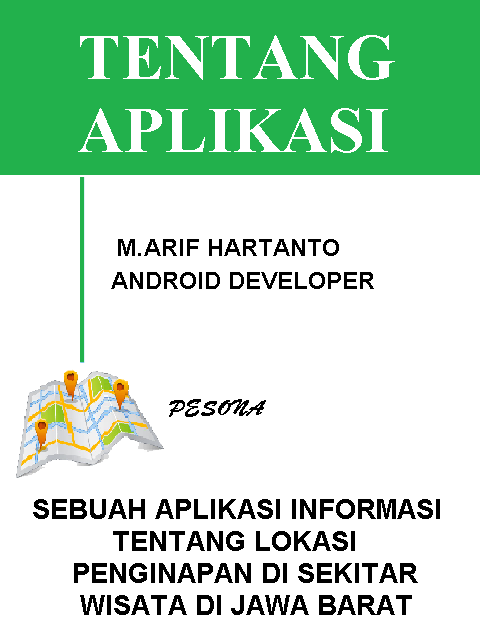 TENTANG
APLIKASI
M.ARIF HARTANTO
ANDROID DEVELOPER
PESONA
SEBUAH APLIKASI INFORMASI
TENTANG LOKASI
PENGINAPAN DI SEKITAR
WISATA DI JAWA BARAT